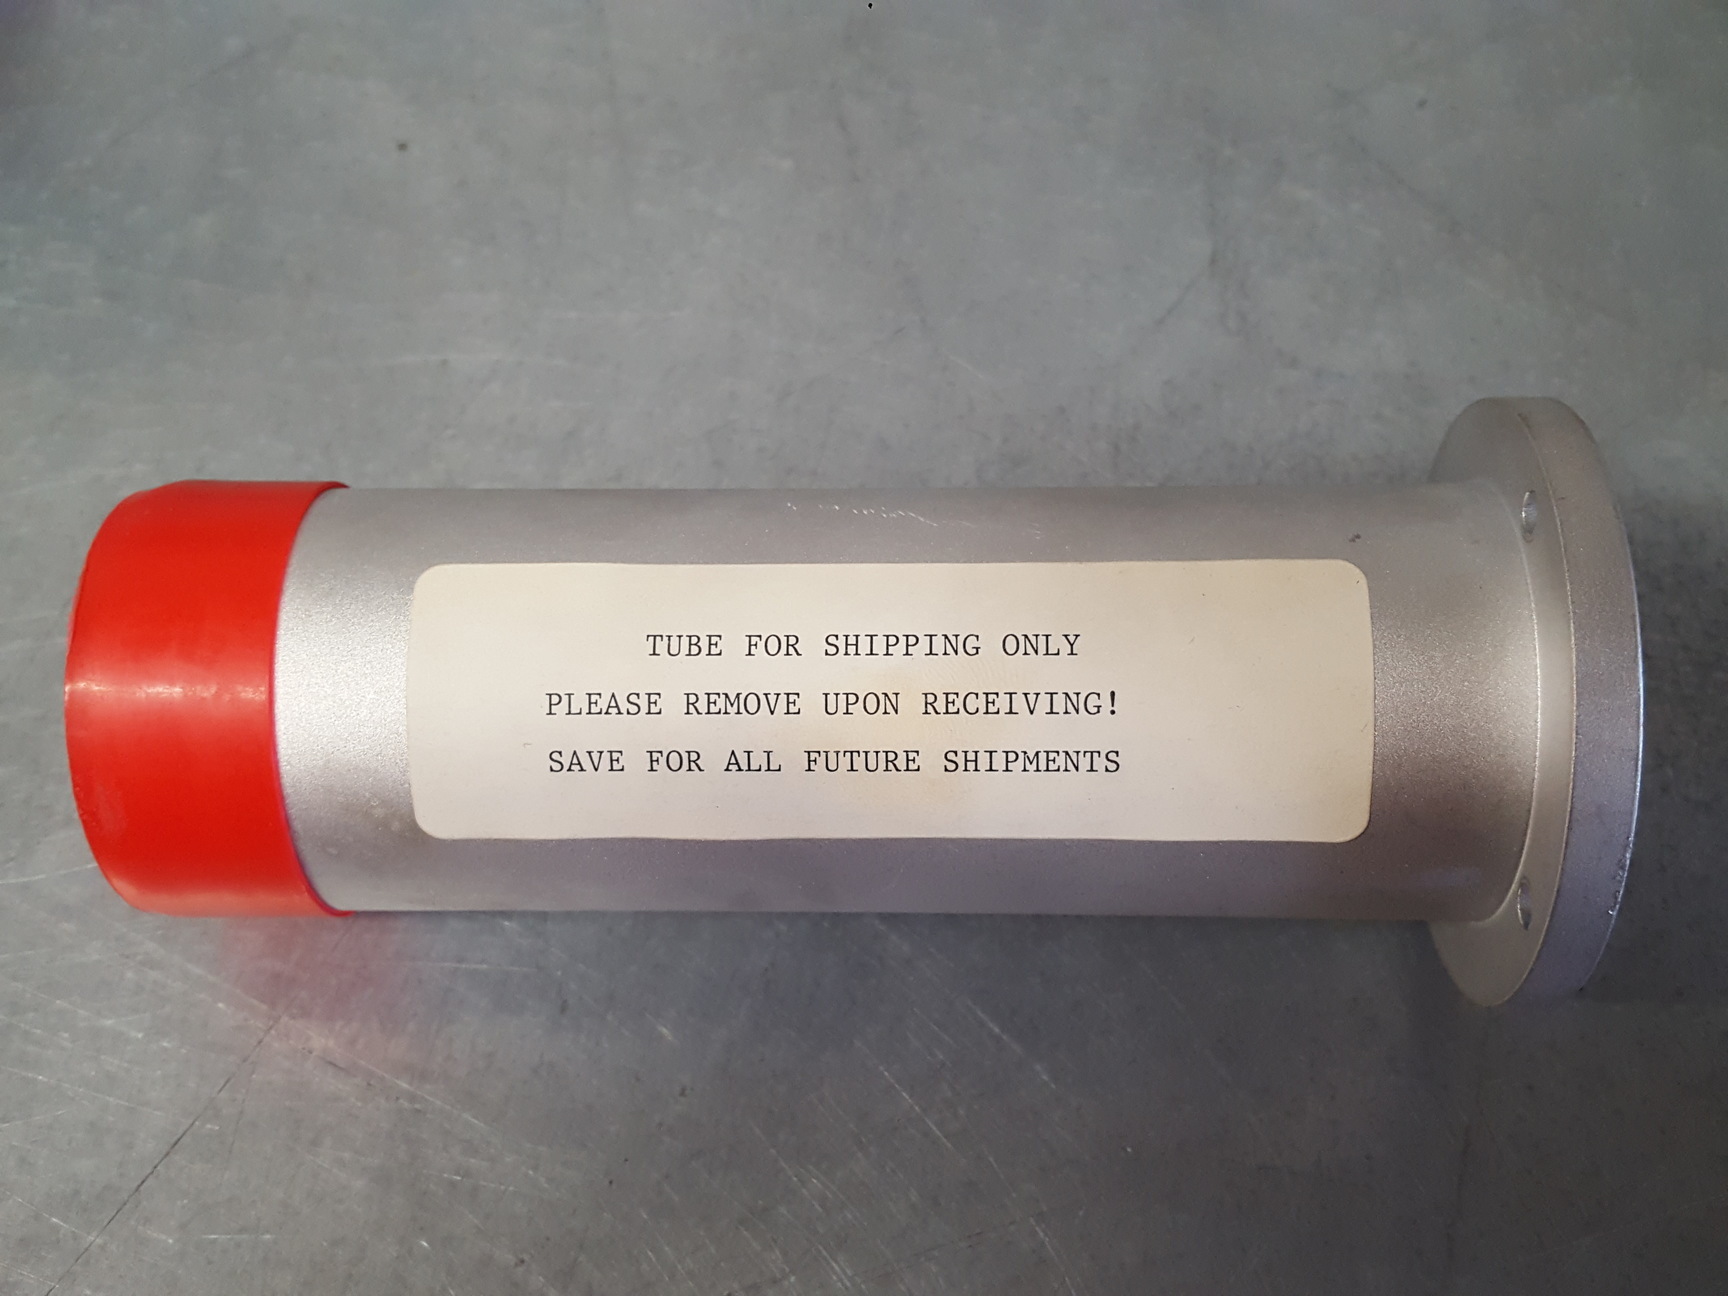 TUBE FOR SHIPPING ONLY
PLEASE REMOVE UPON RECEIVING!
SAVE FOR ALL FUTURE SHIPMENTS